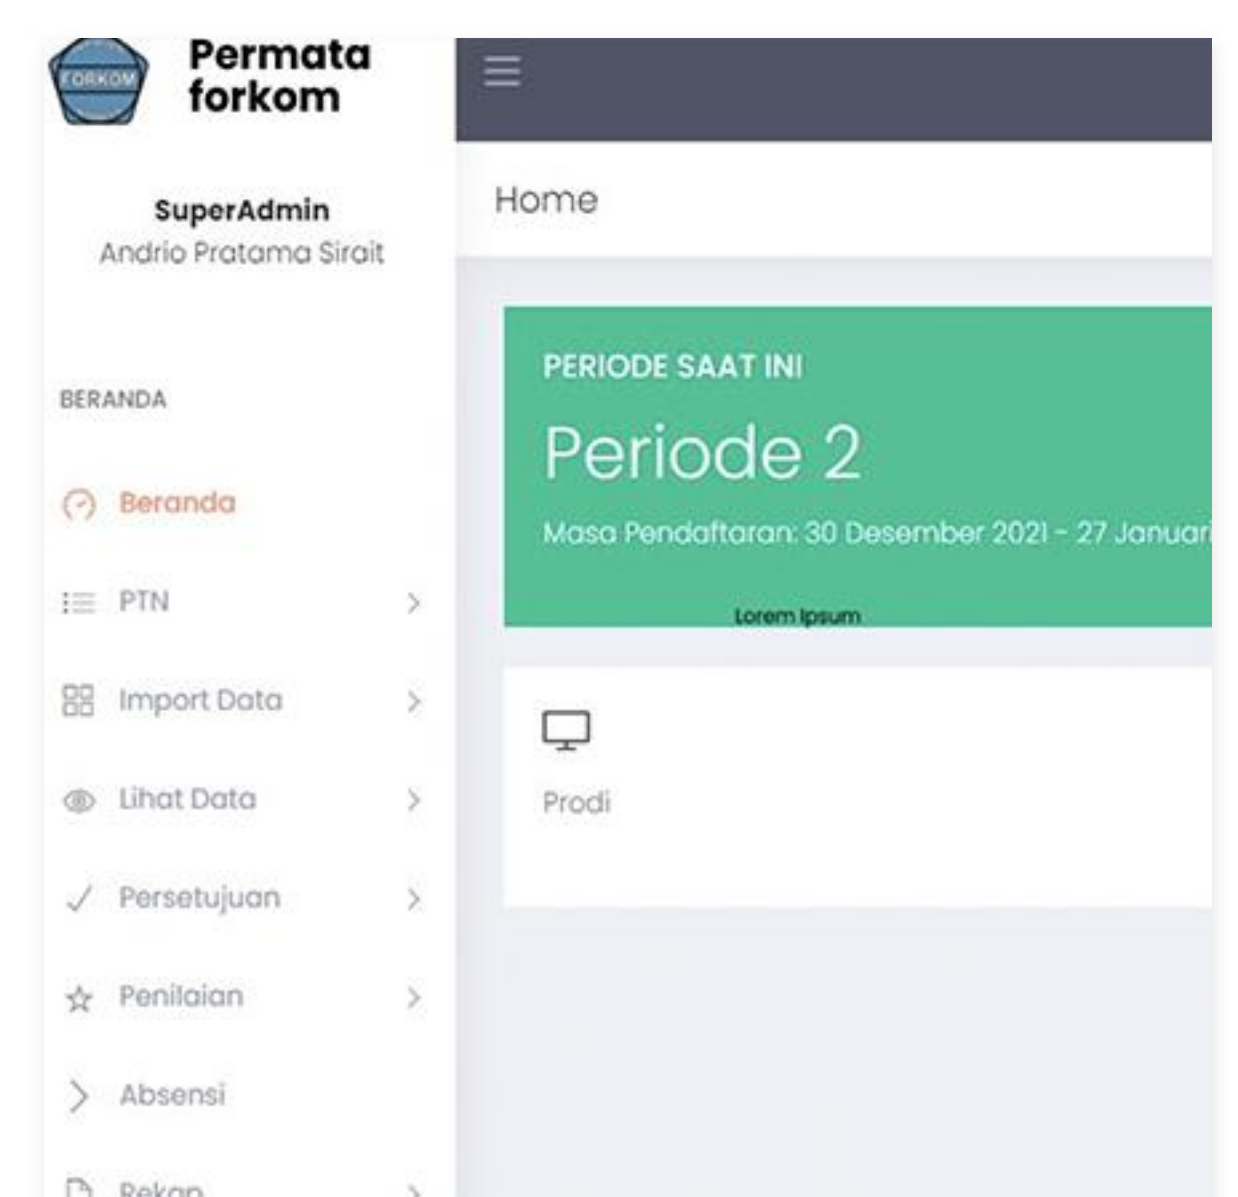 FORKOM
Permata
forkom
SuperAdmin
Andrio Pratama Sirait
BERANDA
Beranda
PTN
Import Data
Lihat Data
Persetujuan
Penilaian
Absensi
Rekap
Home
PERIODE SAAT INI
Periode 2
Masa Pendaftaran: 30 Desember 2021 - 27 Januari
Lorem Ipsum
Prodi